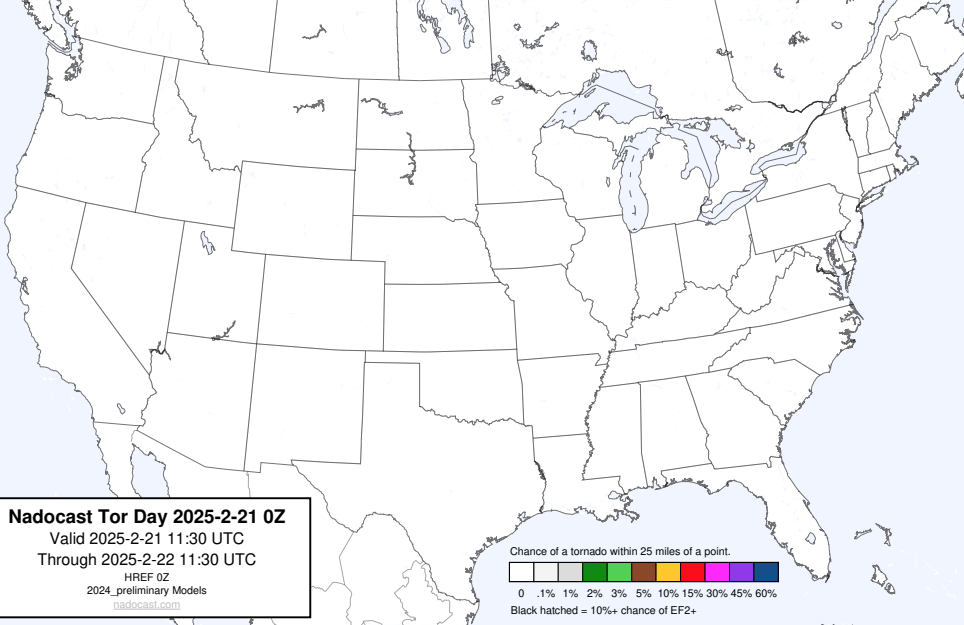 Nadocast Tor Day 2025-2-21 0Z
Valid 2025-2-21 11:30 UTC
Through 2025-2-22 11:30 UTC
HREF 0Z
2024_preliminary Models
nadocast.com
Chance of a tornado within 25 miles of a point.
0 .1% 1% 2% 3% 5% 10% 15% 30% 45% 60%
Black hatched = 10%+ chance of EF2+